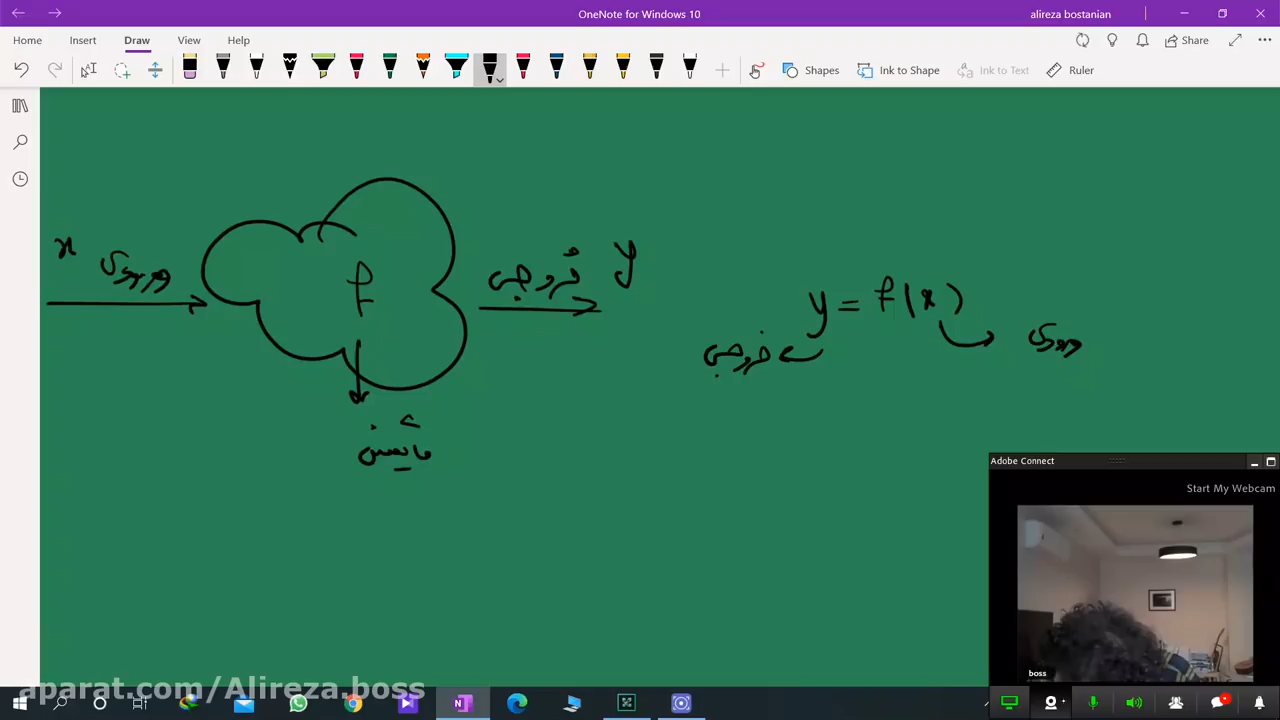 OneNote for Windows 10
alireza bostanian
Home Insert Draw View Help
Share
Shapes
Ink to Shape
Ink to Text
Ruler
x ورودی
f
خروجی y
ماشین
y = f(x)
خروجی
ورودی
Adobe Connect
Start My Webcam
boss
aparat.com/Alireza.boss